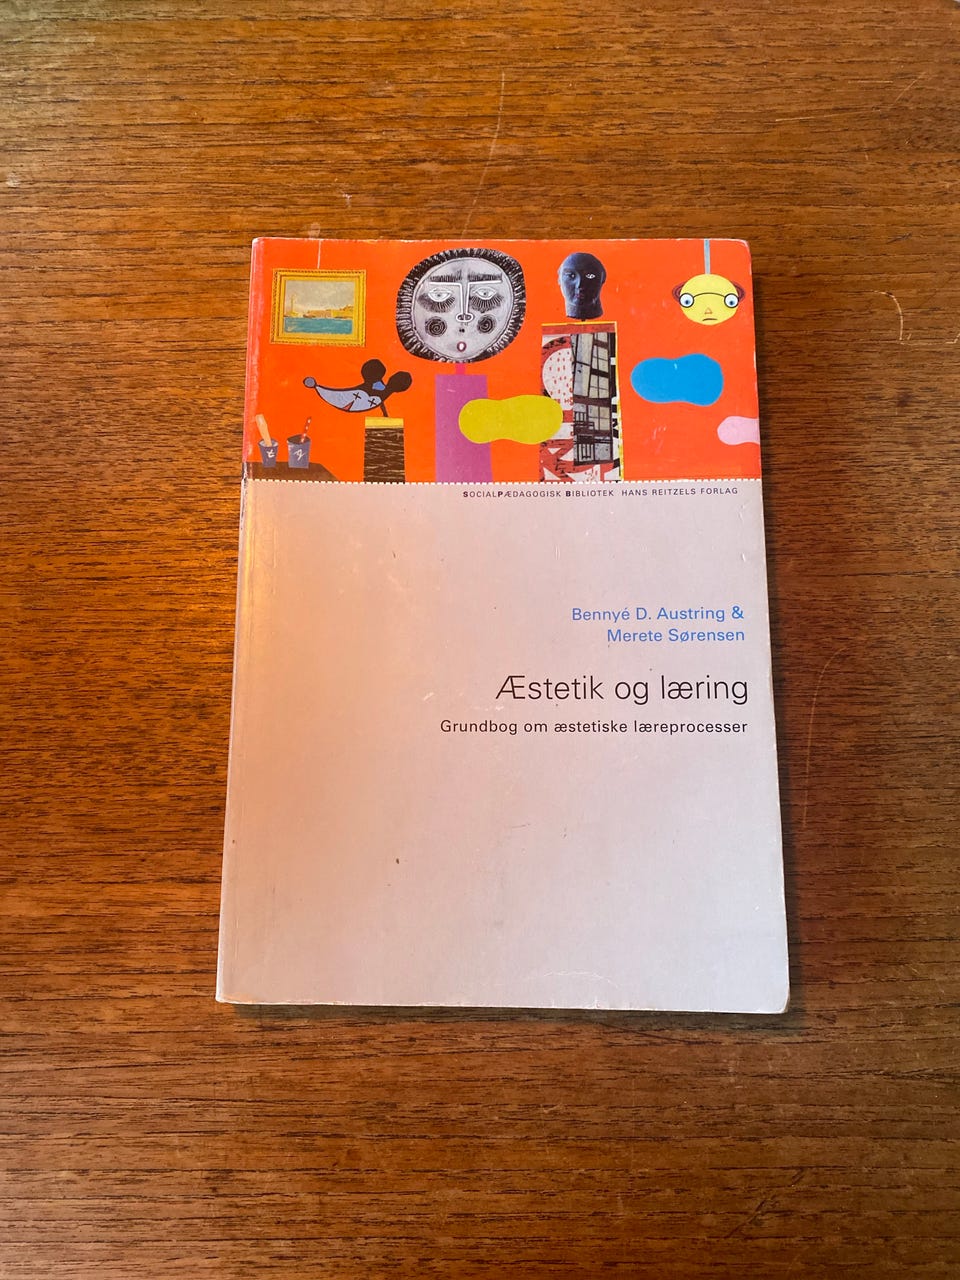 SOCIALPÆDAGOGISK BIBLIOTEK HANS REITZELS FORLAG
Bennyé D. Austring &
Merete Sørensen
Æstetik og læring
Grundbog om æstetiske læreprocesser